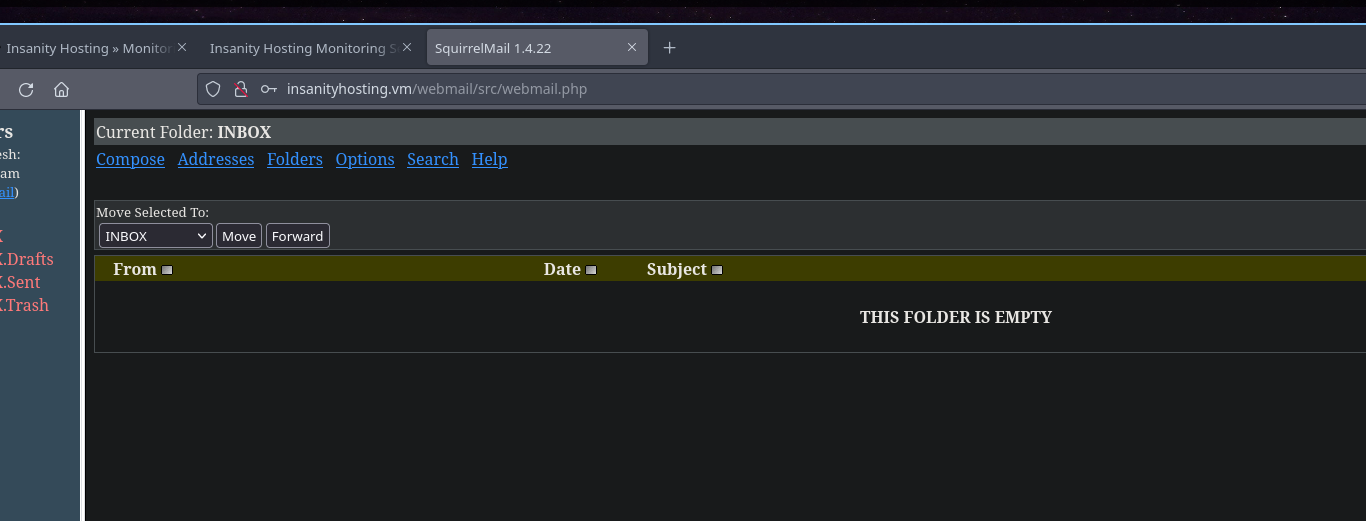 Insanity Hosting » Monitor Insanity Hosting Monitoring S SquirrelMail 1.4.22
insanityhosting.vm/webmail/src/webmail.php
rs
esh:
am
ail)
X
X.Drafts
X.Sent
X.Trash
Current Folder: INBOX
Compose Addresses Folders Options Search Help
Move Selected To:
INBOX Move Forward
From Date Subject
THIS FOLDER IS EMPTY